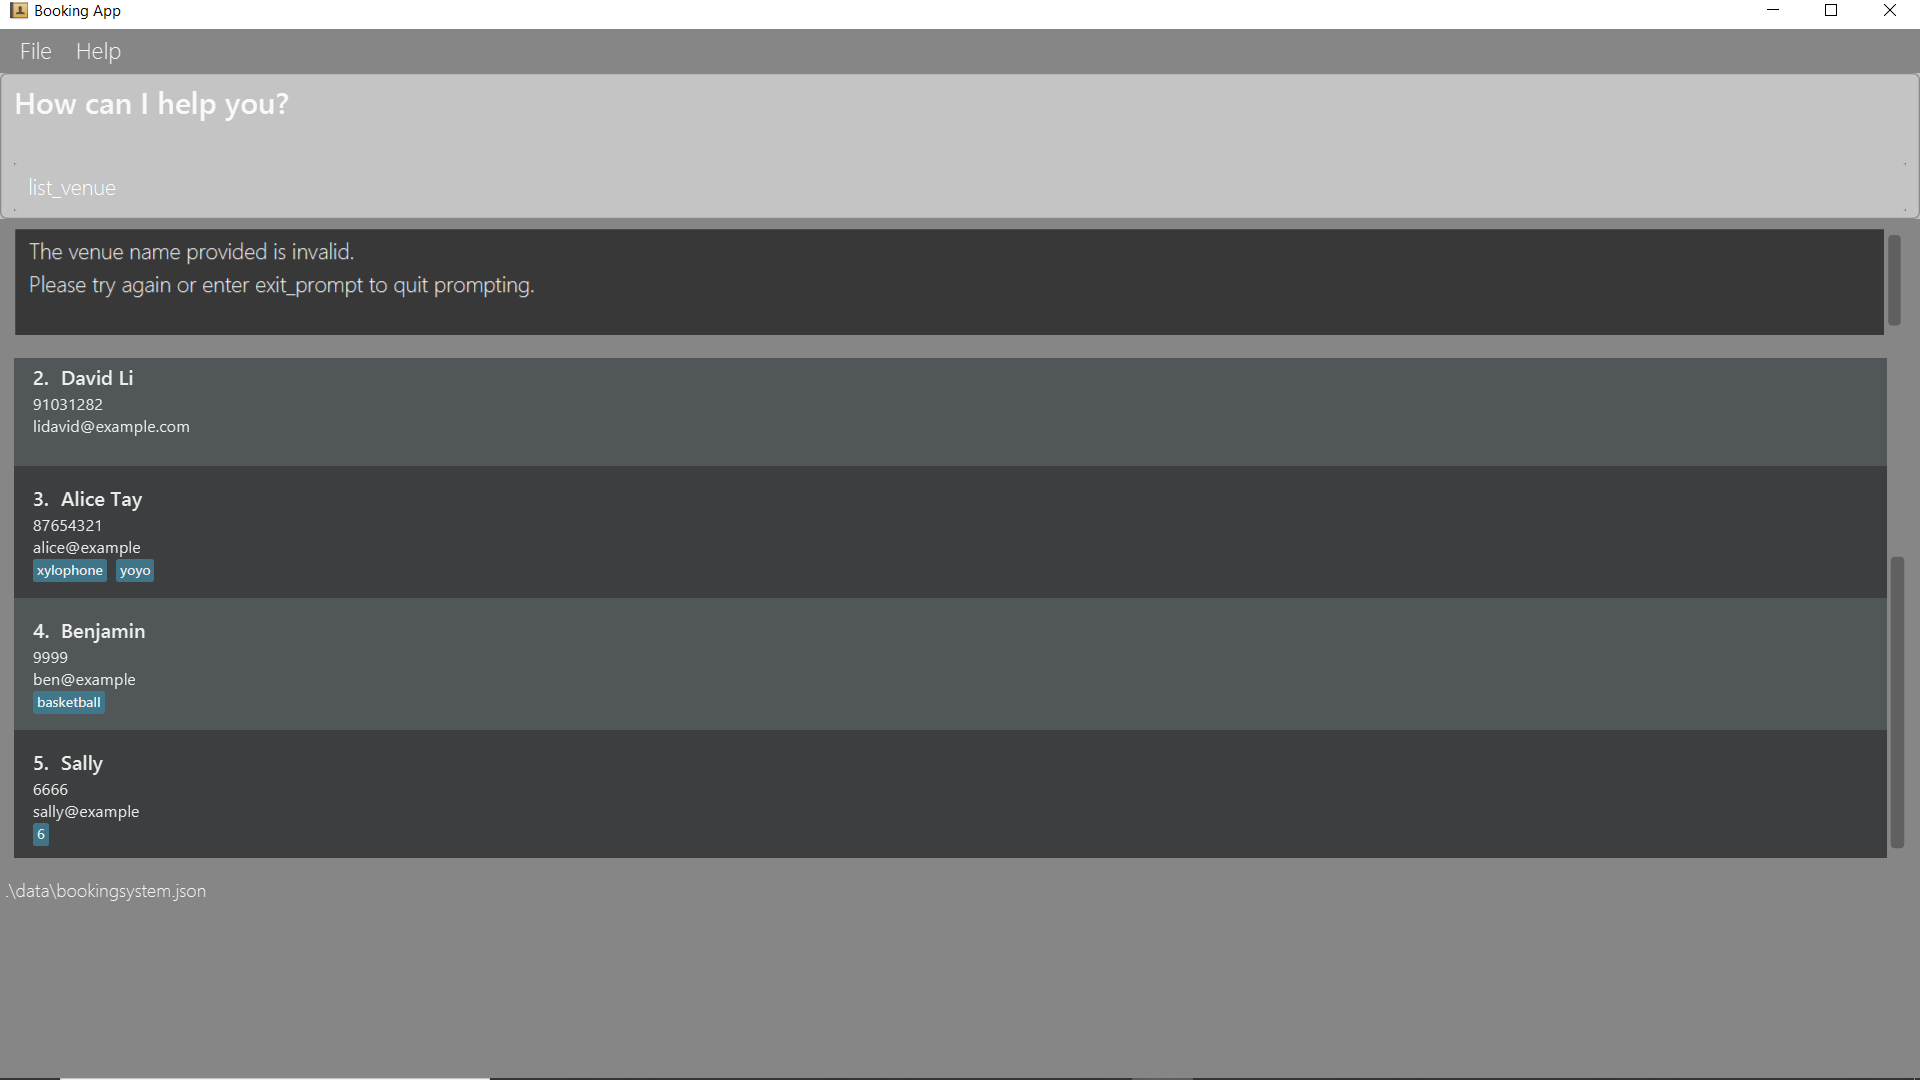 Booking App
File Help
How can I help you?
list_venue
The venue name provided is invalid.
Please try again or enter exit_prompt to quit prompting.
2. David Li
91031282
lidavid@example.com
3. Alice Tay
87654321
alice@example
xylophone yoyo
4. Benjamin
9999
ben@example
basketball
5. Sally
6666
sally@example
6
.\data\bookingsystem.json